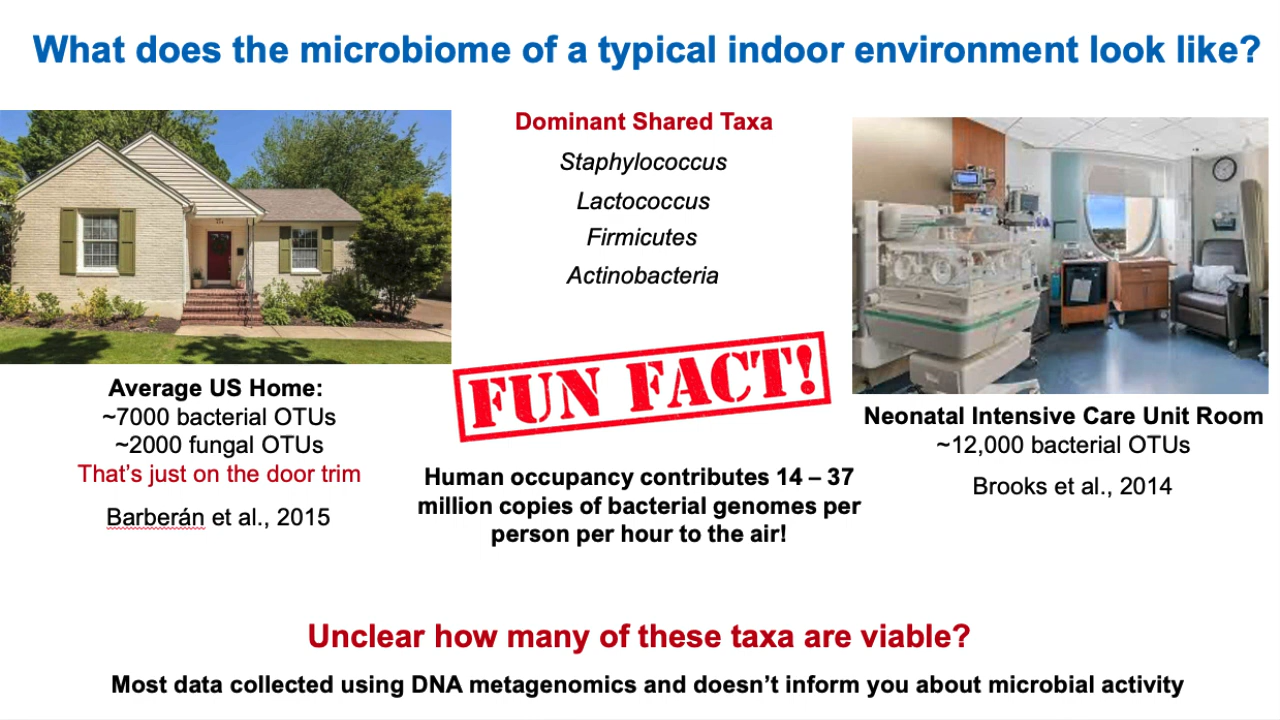 What does the microbiome of a typical indoor environment look like?
Dominant Shared Taxa
Staphylococcus
Lactococcus
Firmicutes
Actinobacteria
FUN FACT!
Average US Home:
~7000 bacterial OTUs
~2000 fungal OTUs
That's just on the door trim
Barberán et al., 2015
Human occupancy contributes 14 – 37
million copies of bacterial genomes per
person per hour to the air!
Neonatal Intensive Care Unit Room
~12,000 bacterial OTUs
Brooks et al., 2014
Unclear how many of these taxa are viable?
Most data collected using DNA metagenomics and doesn't inform you about microbial activity